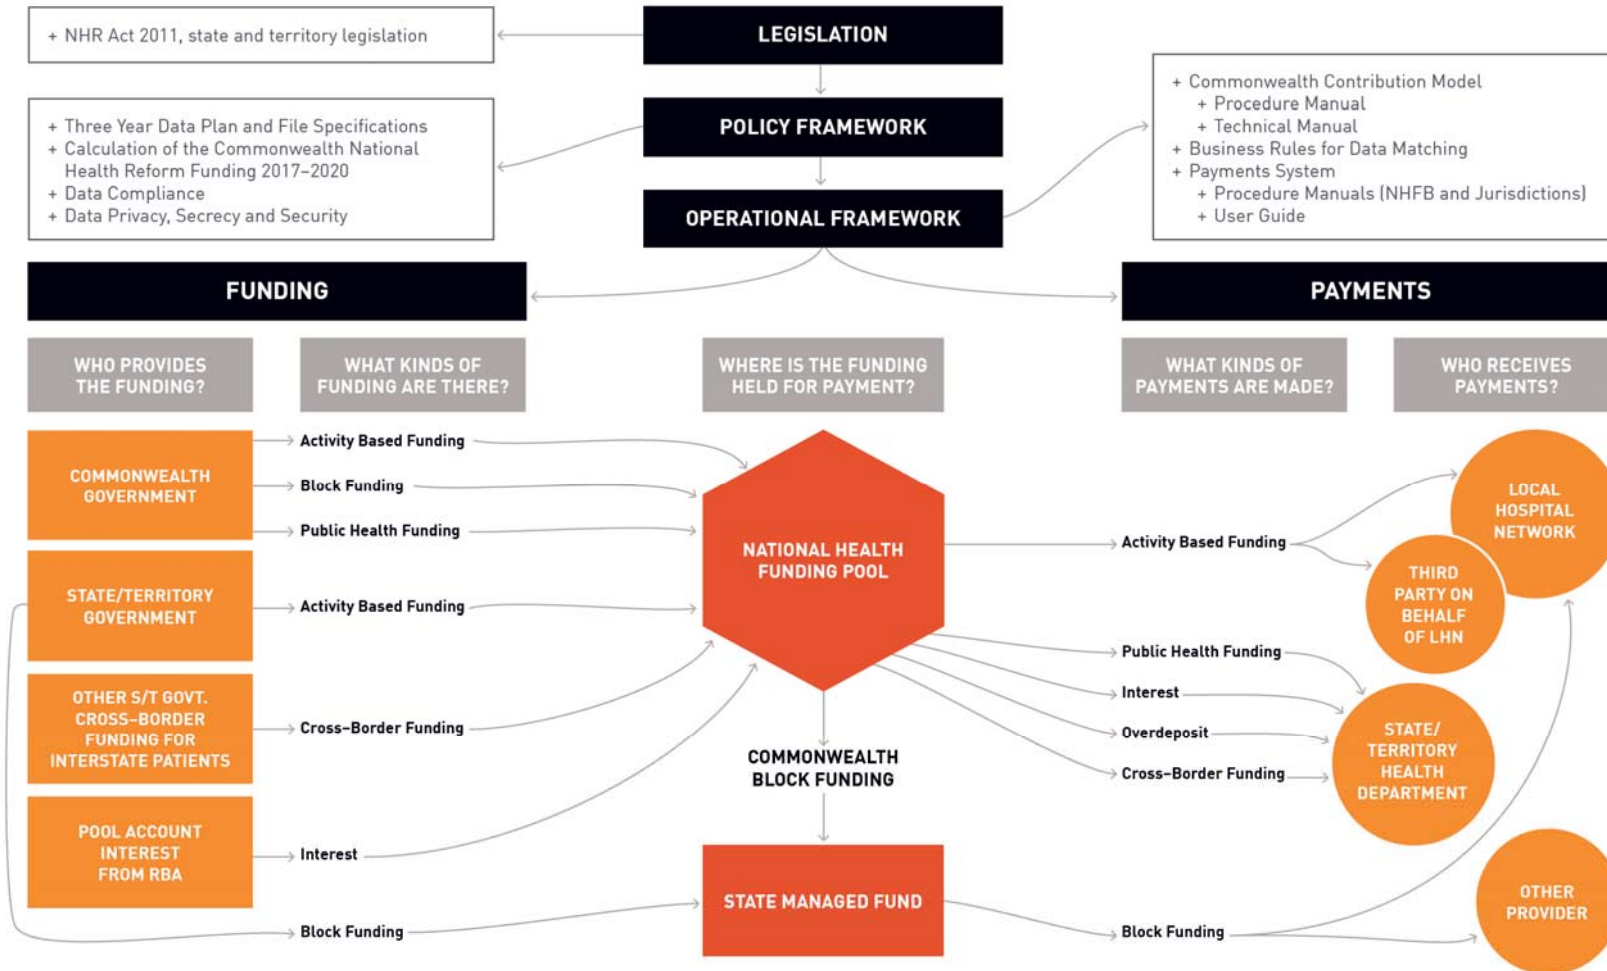 + NHR Act 2011, state and territory legislation
LEGISLATION
POLICY FRAMEWORK
OPERATIONAL FRAMEWORK
+ Three Year Data Plan and File Specifications
+ Calculation of the Commonwealth National
Health Reform Funding 2017–2020
+ Data Compliance
+ Data Privacy, Secrecy and Security
+ Commonwealth Contribution Model
+ Procedure Manual
+ Technical Manual
+ Business Rules for Data Matching
+ Payments System
+ Procedure Manuals (NHFB and Jurisdictions)
+ User Guide
FUNDING
PAYMENTS
WHO PROVIDES
THE FUNDING?
WHAT KINDS OF
FUNDING ARE THERE?
WHERE IS THE FUNDING
HELD FOR PAYMENT?
WHAT KINDS OF
PAYMENTS ARE MADE?
WHO RECEIVES
PAYMENTS?
COMMONWEALTH
GOVERNMENT
Activity Based Funding
Block Funding
Public Health Funding
STATE/TERRITORY
GOVERNMENT
Activity Based Funding
OTHER S/T GOVT.
CROSS–BORDER
FUNDING FOR
INTERSTATE PATIENTS
Cross–Border Funding
POOL ACCOUNT
INTEREST
FROM RBA
Interest
Block Funding
NATIONAL HEALTH
FUNDING POOL
COMMONWEALTH
BLOCK FUNDING
STATE MANAGED FUND
Activity Based Funding
Public Health Funding
Interest
Overdeposit
Cross–Border Funding
Block Funding
LOCAL
HOSPITAL
NETWORK
THIRD
PARTY ON
BEHALF
OF LHN
STATE/
TERRITORY
HEALTH
DEPARTMENT
OTHER
PROVIDER